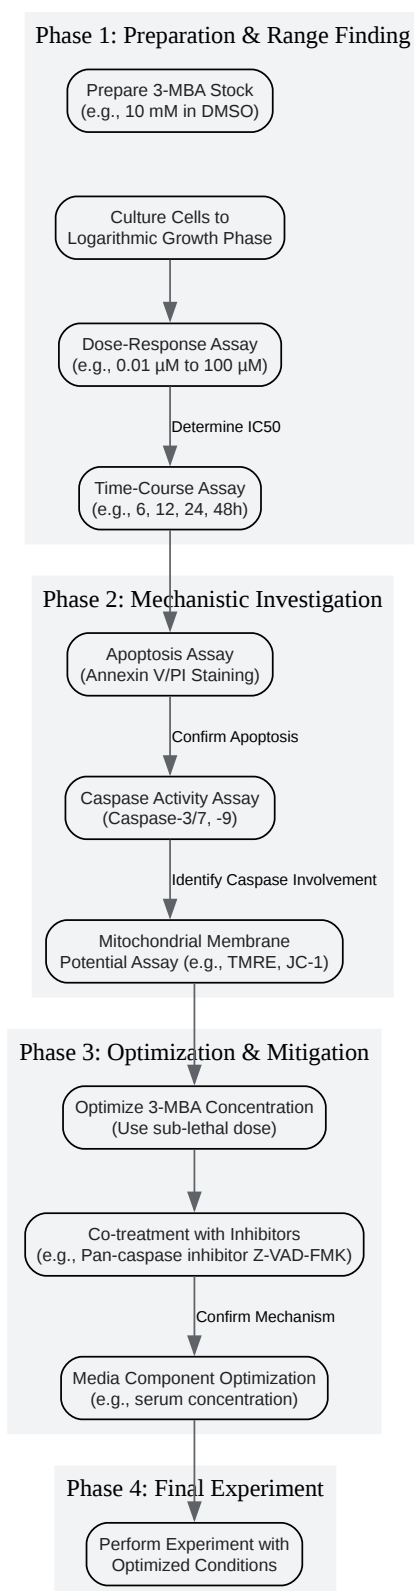 Phase 1: Preparation & Range Finding
Prepare 3-MBA Stock
(e.g., 10 mM in DMSO)
Culture Cells to
Logarithmic Growth Phase
Dose-Response Assay
(e.g., 0.01 µM to 100 µM)
Determine IC50
Time-Course Assay
(e.g., 6, 12, 24, 48h)
Phase 2: Mechanistic Investigation
Apoptosis Assay
(Annexin V/PI Staining)
Confirm Apoptosis
Caspase Activity Assay
(Caspase-3/7, -9)
Identify Caspase Involvement
Mitochondrial Membrane
Potential Assay (e.g., TMRE, JC-1)
Phase 3: Optimization & Mitigation
Optimize 3-MBA Concentration
(Use sub-lethal dose)
Co-treatment with Inhibitors
(e.g., Pan-caspase inhibitor Z-VAD-FMK)
Confirm Mechanism
Media Component Optimization
(e.g., serum concentration)
Phase 4: Final Experiment
Perform Experiment with
Optimized Conditions